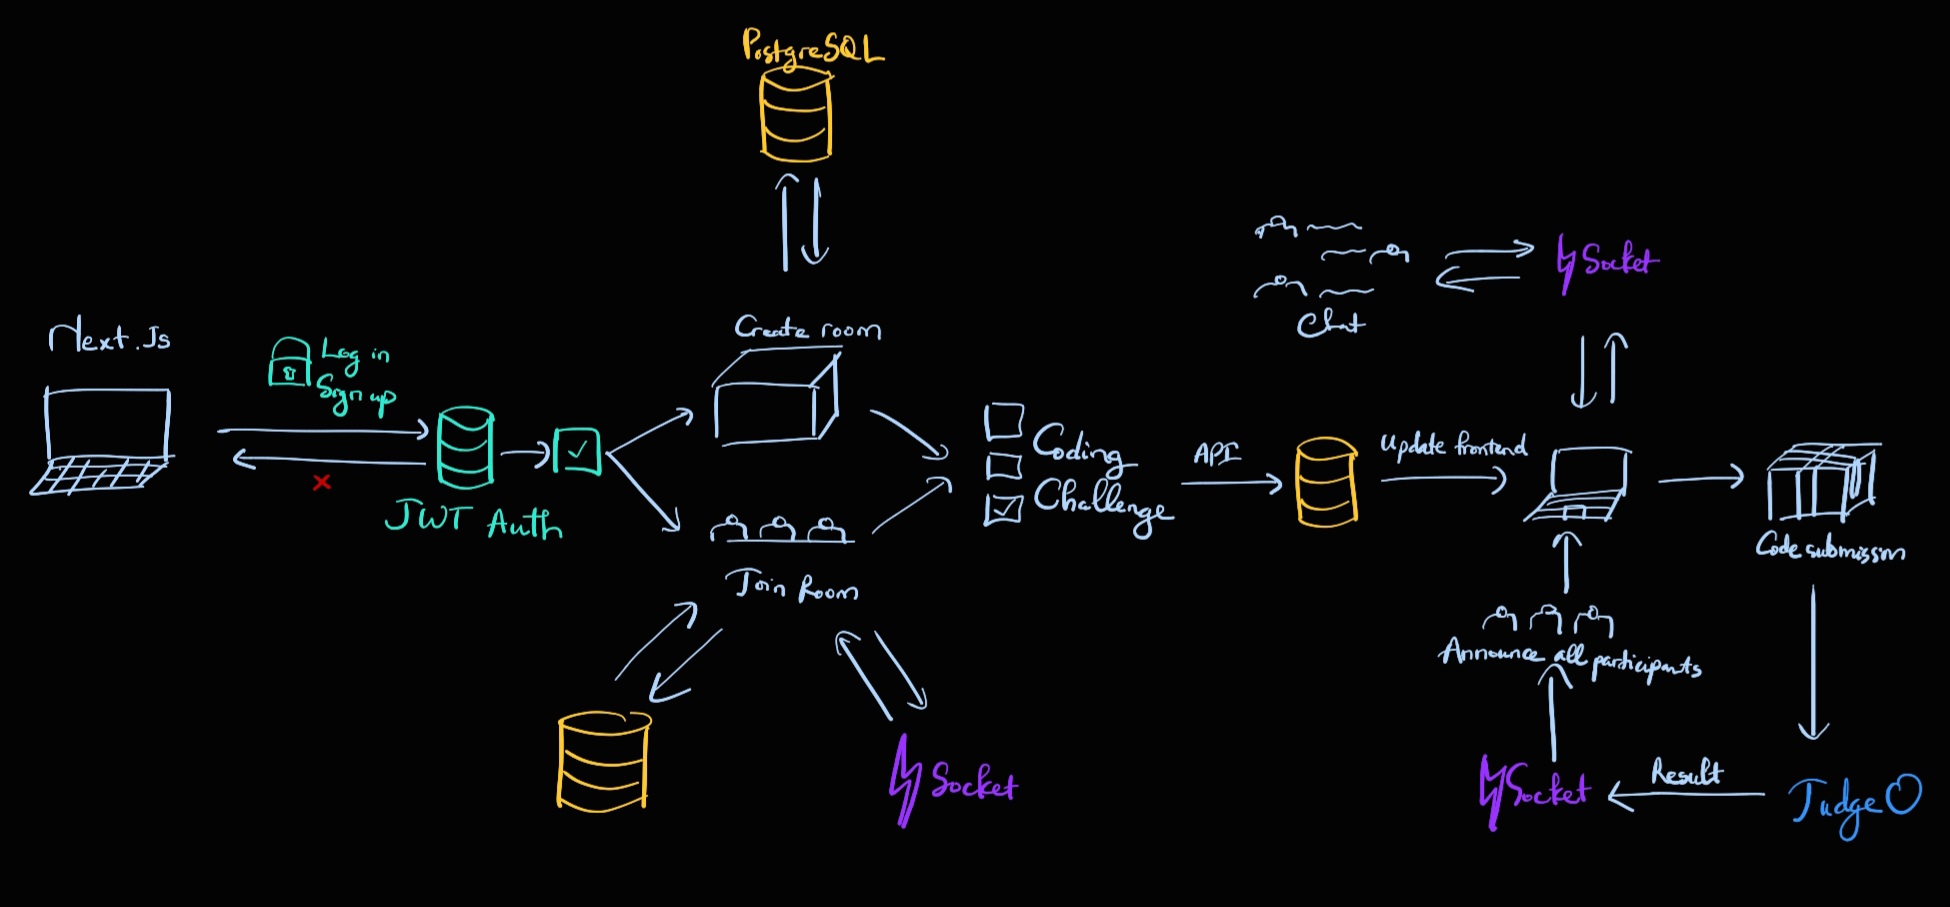 PostgreSQL
Next.Js
Log in
Sign up
JWT Auth
Create room
Join Room
Socket
Coding
Challenge
API
Update frontend
Chat
Socket
Code submission
Announce all participants
Socket
Result
Judge0